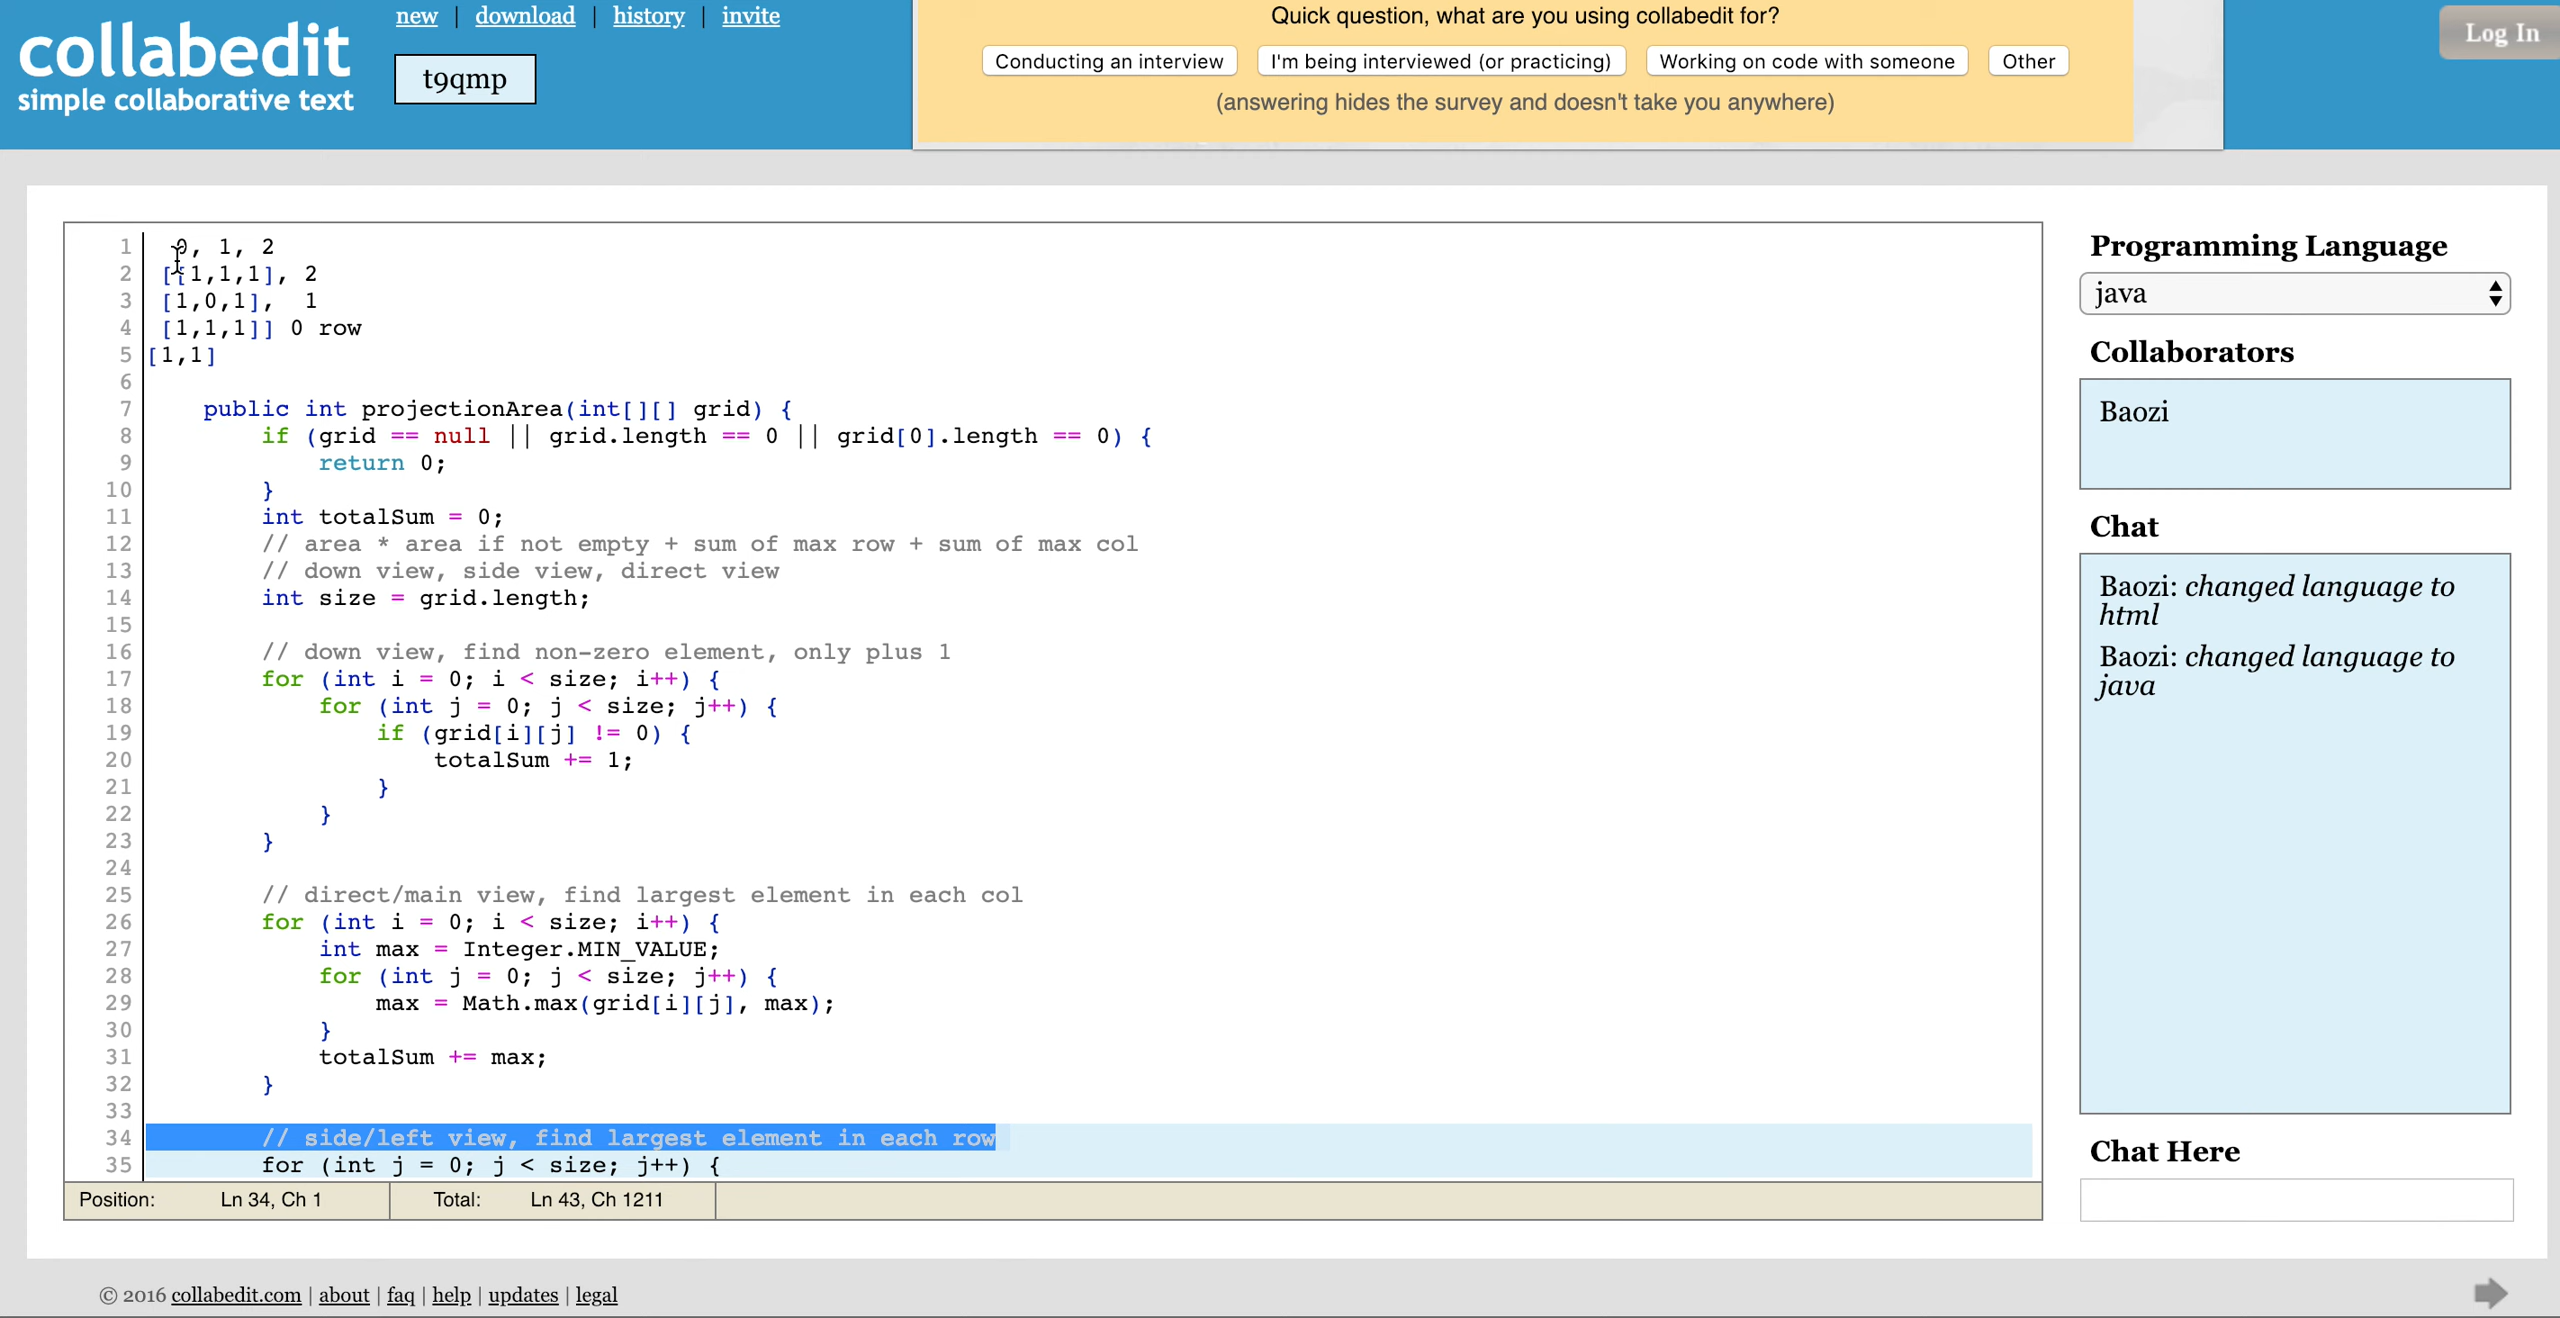 collabedit
simple collaborative text
new | download | history | invite
t9qmp
Quick question, what are you using collabedit for?
Conducting an interview
I'm being interviewed (or practicing)
Working on code with someone
Other
(answering hides the survey and doesn't take you anywhere)
Log In
1 0, 1, 2
2 [[1,1,1], 2
3 [1,0,1],  1
4 [1,1,1]] 0 row
5 [1,1]
6
7 public int projectionArea(int[][] grid) {
8 if (grid == null || grid.length == 0 || grid[0].length == 0) {
9 return 0;
10 }
11 int totalSum = 0;
12 // area * area if not empty + sum of max row + sum of max col
13 // down view, side view, direct view
14 int size = grid.length;
15
16 // down view, find non-zero element, only plus 1
17 for (int i = 0; i < size; i++) {
18 for (int j = 0; j < size; j++) {
19 if (grid[i][j] != 0) {
20 totalSum += 1;
21 }
22 }
23 }
24
25 // direct/main view, find largest element in each col
26 for (int i = 0; i < size; i++) {
27 int max = Integer.MIN_VALUE;
28 for (int j = 0; j < size; j++) {
29 max = Math.max(grid[i][j], max);
30 }
31 totalSum += max;
32 }
33
34 // side/left view, find largest element in each row
35 for (int j = 0; j < size; j++) {
Position: Ln 34, Ch 1 Total: Ln 43, Ch 1211
Programming Language
java
Collaborators
Baozi
Chat
Baozi: changed language to
html
Baozi: changed language to
java
Chat Here
© 2016 collabedit.com | about | faq | help | updates | legal